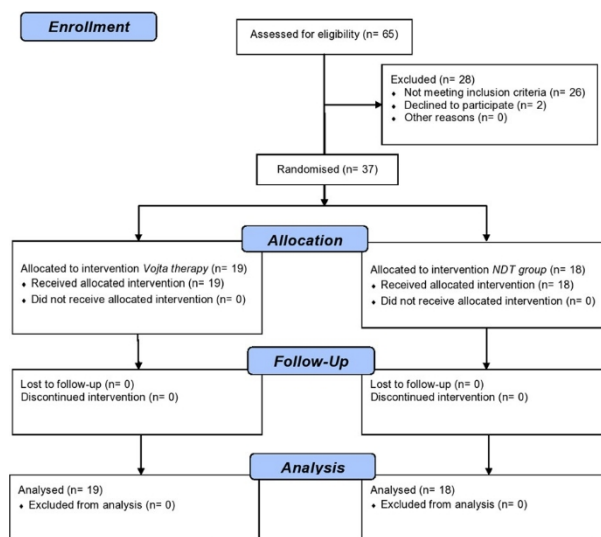 Enrollment
Assessed for eligibility (n= 65)
Excluded (n= 28)
♦ Not meeting inclusion criteria (n= 26)
♦ Declined to participate (n= 2)
♦ Other reasons (n= 0)
Randomised (n= 37)
Allocation
Allocated to intervention Vojta therapy (n= 19)
♦ Received allocated intervention (n= 19)
♦ Did not receive allocated intervention (n= 0)
Allocated to intervention NDT group (n= 18)
♦ Received allocated intervention (n= 18)
♦ Did not receive allocated intervention (n= 0)
Follow-Up
Lost to follow-up (n= 0)
Discontinued intervention (n= 0)
Lost to follow-up (n= 0)
Discontinued intervention (n= 0)
Analysis
Analysed (n= 19)
♦ Excluded from analysis (n= 0)
Analysed (n= 18)
♦ Excluded from analysis (n= 0)